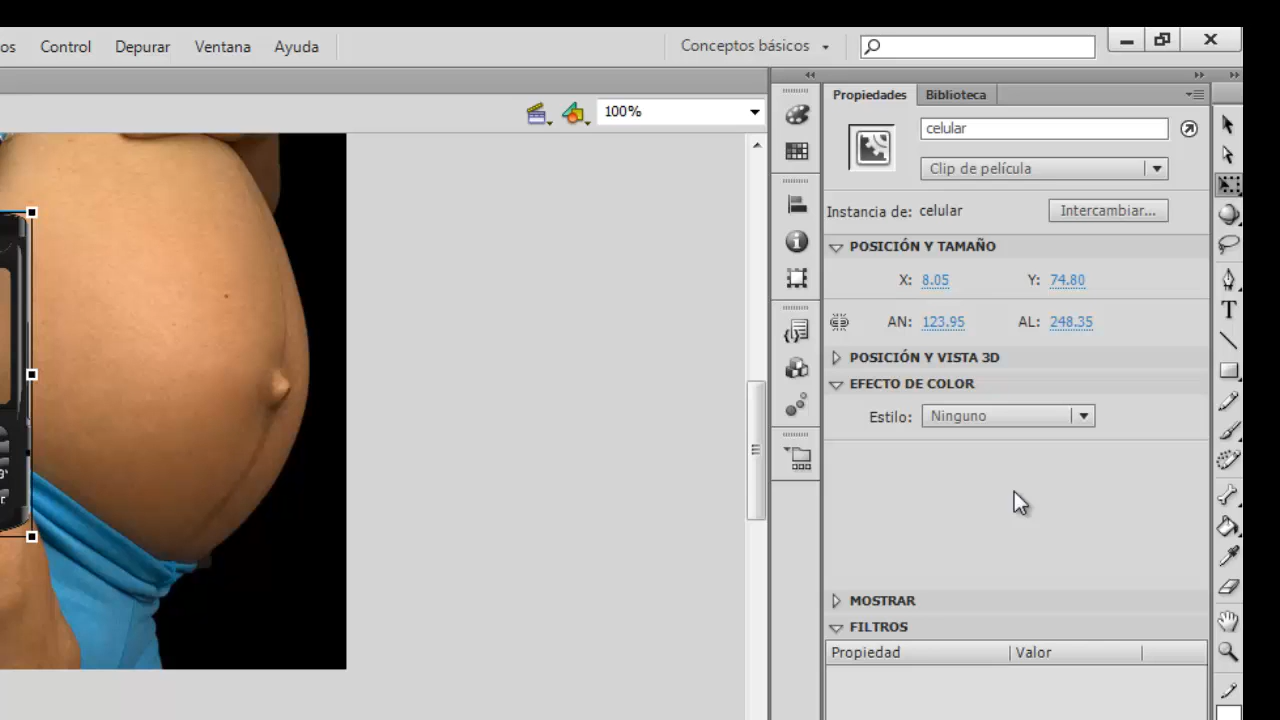 os Control Depurar Ventana Ayuda Conceptos básicos
100%
Propiedades Biblioteca
celular
Clip de película
Instancia de: celular Intercambiar...
POSICIÓN Y TAMAÑO
X: 8.05 Y: 74.80
AN: 123.95 AL: 248.35
POSICIÓN Y VISTA 3D
EFECTO DE COLOR
Estilo: Ninguno
MOSTRAR
FILTROS
Propiedad Valor